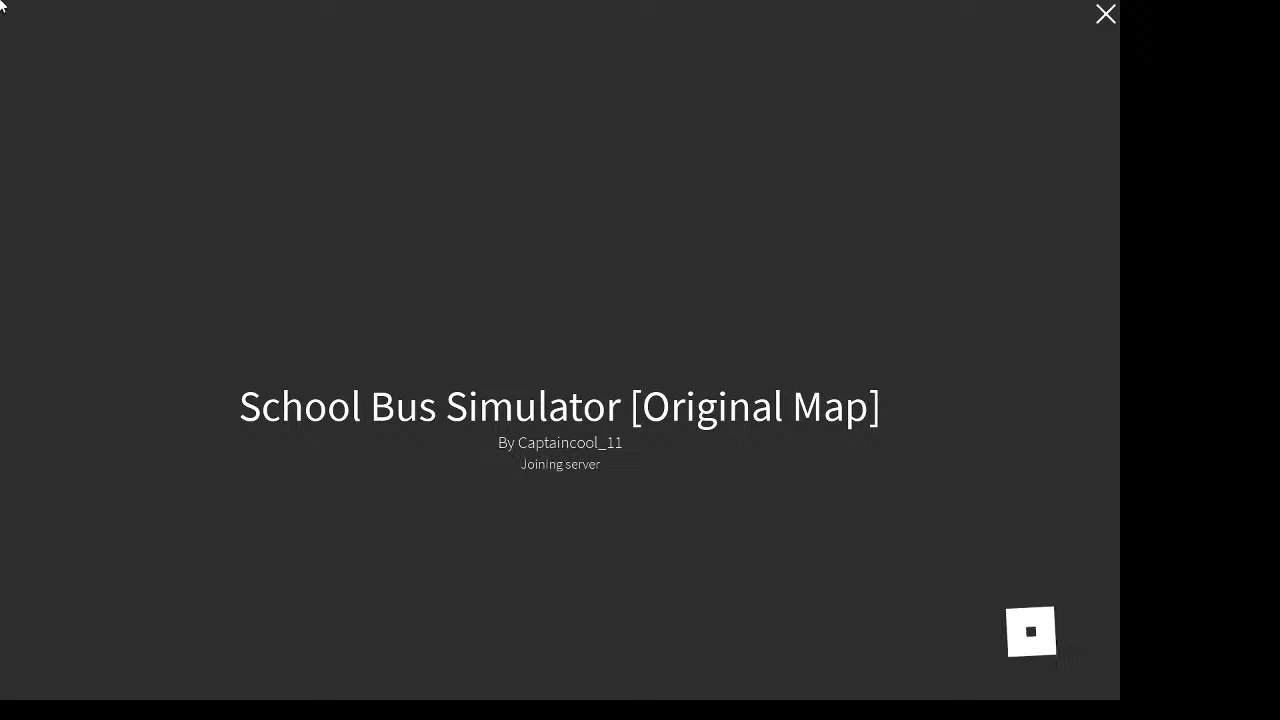 School Bus Simulator [Original Map]
By Captaincool_11
Joining server